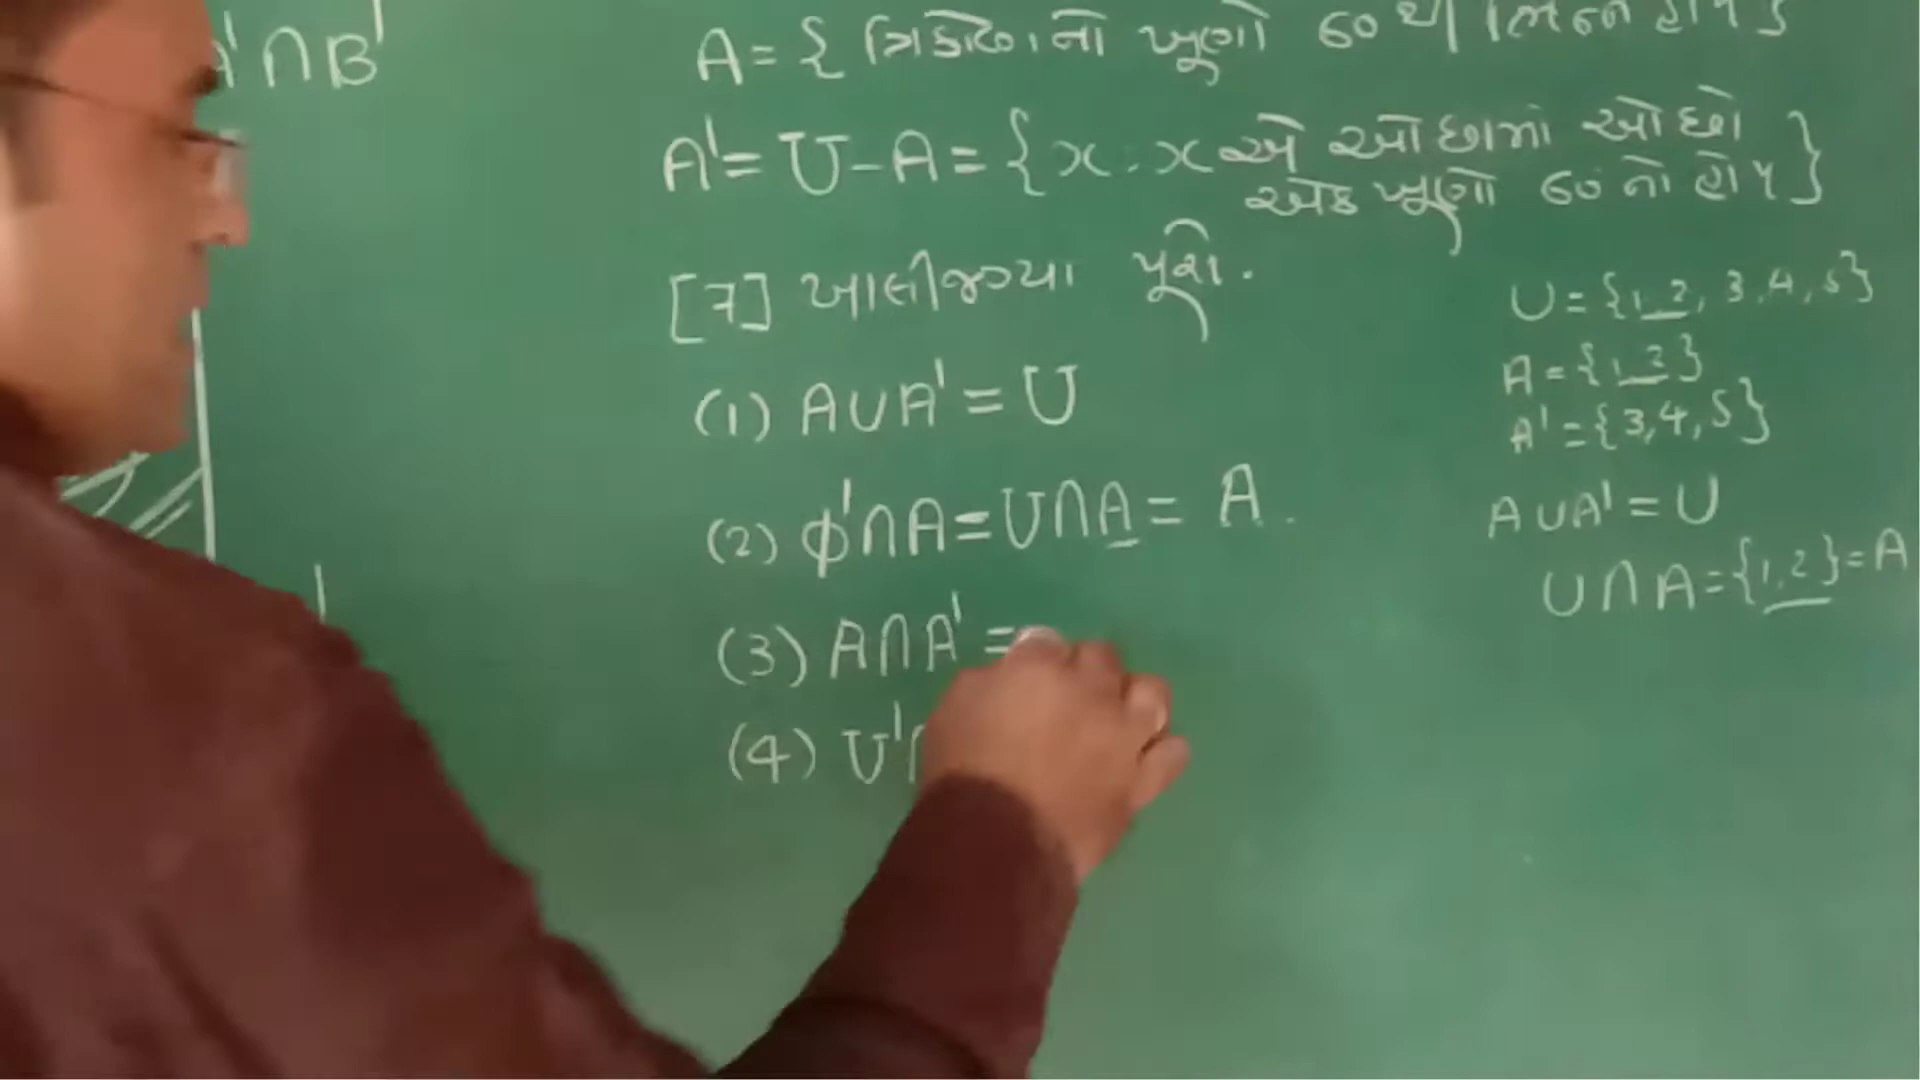 A'∩B'
A = { ત્રિકોણનો ખૂણો 60 થી ભિન્ન હોય }
A' = U - A = { x : x એ ઓછામાં ઓછો
એક ખૂણો 60° નો હોય }
[7] ખાલીજગ્યા પૂરો.
(1) A∪A' = U
(2) ϕ'∩A = U∩A = A.
(3) A∩A' =
(4) U'∩
U = {1, 2, 3, 4, 5}
A = {1, 2}
A' = {3, 4, 5}
A∪A' = U
U∩A = {1, 2} = A